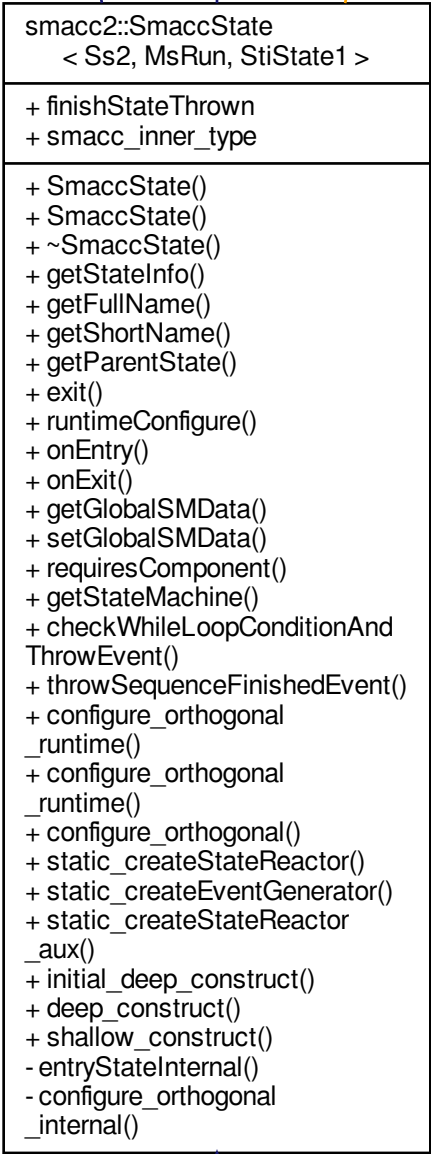 smacc2::SmaccState
< Ss2, MsRun, StiState1 >
+ finishStateThrown
+ smacc_inner_type
+ SmaccState()
+ SmaccState()
+ ~SmaccState()
+ getStateInfo()
+ getFullName()
+ getShortName()
+ getParentState()
+ exit()
+ runtimeConfigure()
+ onEntry()
+ onExit()
+ getGlobalSMData()
+ setGlobalSMData()
+ requiresComponent()
+ getStateMachine()
+ checkWhileLoopConditionAnd
ThrowEvent()
+ throwSequenceFinishedEvent()
+ configure_orthogonal
_runtime()
+ configure_orthogonal
_runtime()
+ configure_orthogonal()
+ static_createStateReactor()
+ static_createEventGenerator()
+ static_createStateReactor
_aux()
+ initial_deep_construct()
+ deep_construct()
+ shallow_construct()
- entryStateInternal()
- configure_orthogonal
_internal()